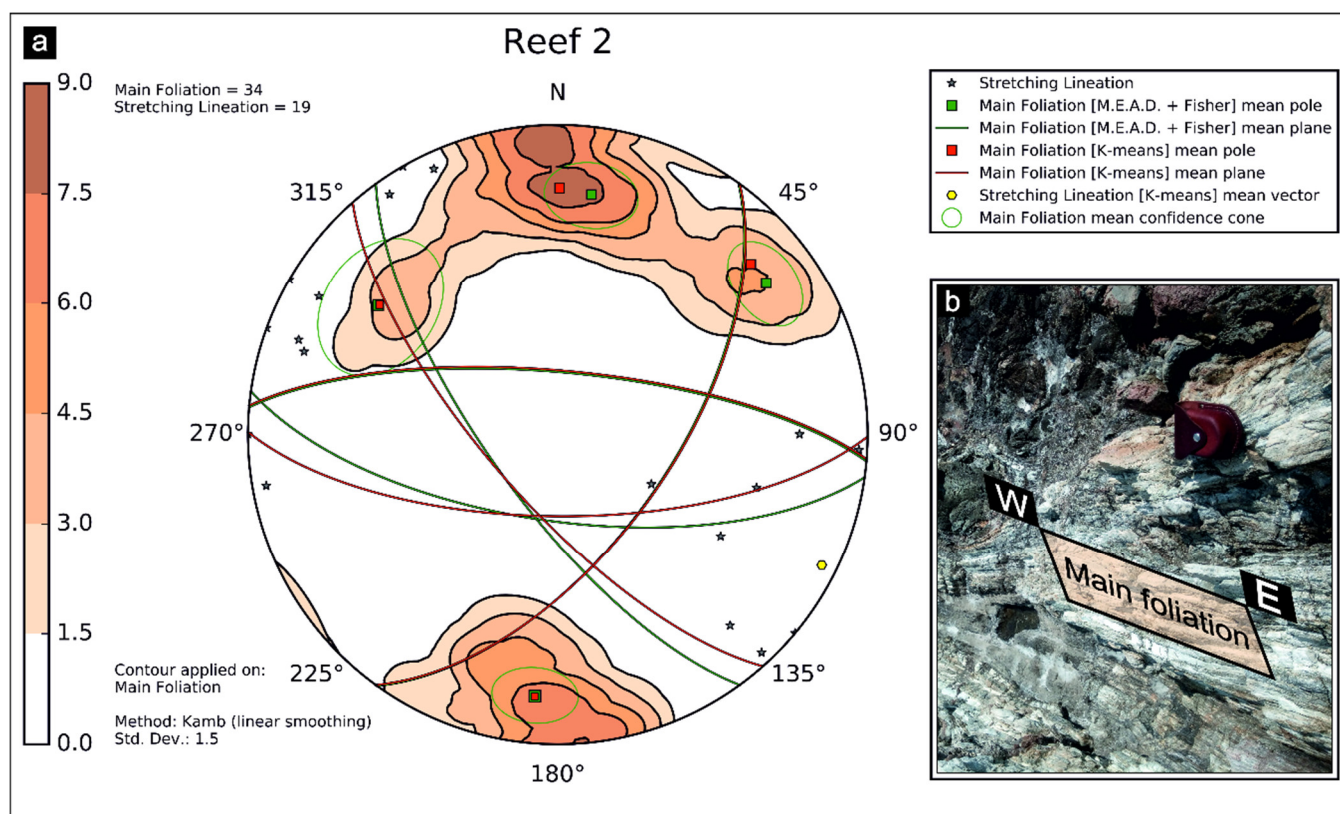 a
Reef 2
9.0
7.5
6.0
4.5
3.0
1.5
0.0
Main Foliation = 34
Stretching Lineation = 19
N
45°
90°
135°
180°
225°
270°
315°
Contour applied on:
Main Foliation
Method: Kamb (linear smoothing)
Std. Dev.: 1.5
Stretching Lineation
Main Foliation [M.E.A.D. + Fisher] mean pole
Main Foliation [M.E.A.D. + Fisher] mean plane
Main Foliation [K-means] mean pole
Main Foliation [K-means] mean plane
Stretching Lineation [K-means] mean vector
Main Foliation mean confidence cone
b
W
Main foliation
E